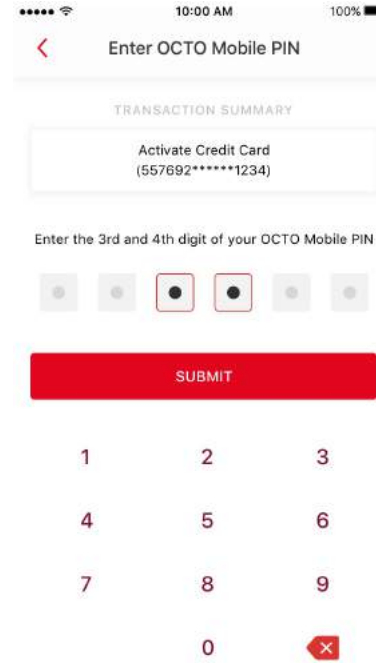 10:00 AM 100%
Enter OCTO Mobile PIN
TRANSACTION SUMMARY
Activate Credit Card
(557692******1234)
Enter the 3rd and 4th digit of your OCTO Mobile PIN
SUBMIT
1 2 3
4 5 6
7 8 9
0